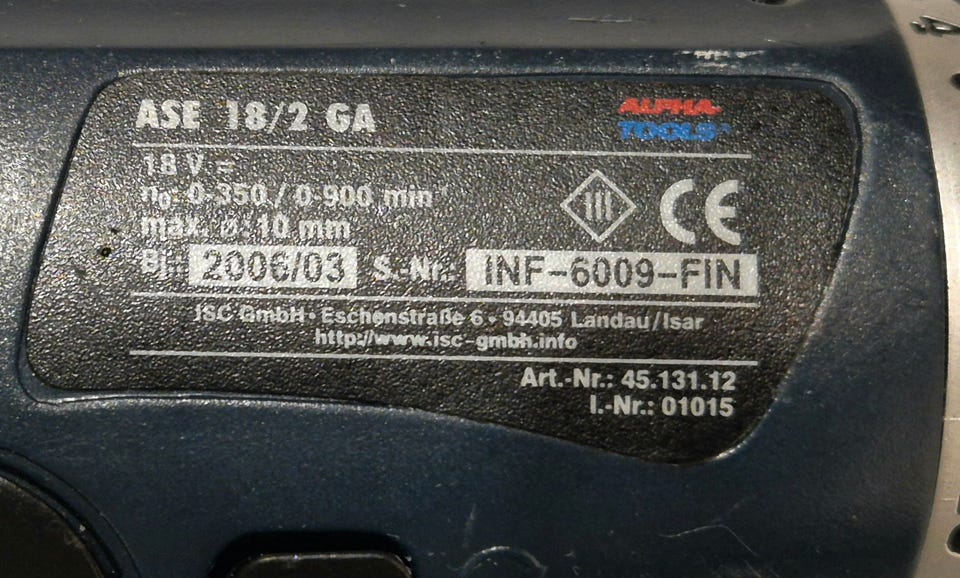 ASE 18/2 GA
ALPHA
TOOLS
18 V =
n0 0-350 / 0-900 min-1
max. ø: 10 mm
Bj.: 2006/03 S.-Nr.: INF-6009-FIN
ISC GmbH • Eschenstraße 6 • 94405 Landau/Isar
http://www.isc-gmbh.info
Art.-Nr.: 45.131.12
I.-Nr.: 01015